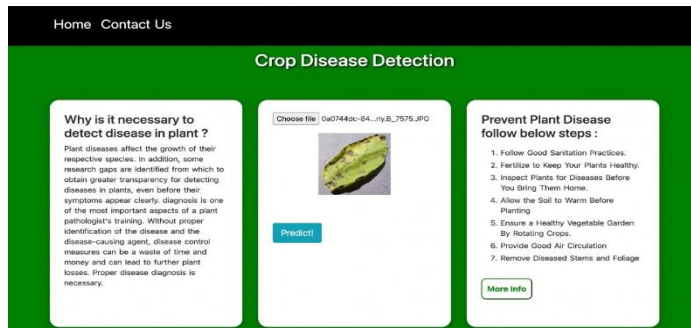 Home Contact Us
Crop Disease Detection
Why is it necessary to
detect disease in plant ?
Plant diseases affect the growth of their
respective species. In addition, some
research gaps are identified from which to
obtain greater transparency for detecting
diseases in plants, even before their
symptoms appear clearly. diagnosis is one
of the most important aspects of a plant
pathologist's training. Without proper
identification of the disease and the
disease-causing agent, disease control
measures can be a waste of time and
money and can lead to further plant
losses. Proper disease diagnosis is
necessary.
Choose file 0a0744dc-84...rly.B_7575.JPG
Predict!
Prevent Plant Disease
follow below steps :
1. Follow Good Sanitation Practices.
2. Fertilize to Keep Your Plants Healthy.
3. Inspect Plants for Diseases Before
You Bring Them Home.
4. Allow the Soil to Warm Before
Planting
5. Ensure a Healthy Vegetable Garden
By Rotating Crops.
6. Provide Good Air Circulation
7. Remove Diseased Stems and Foliage
More Info